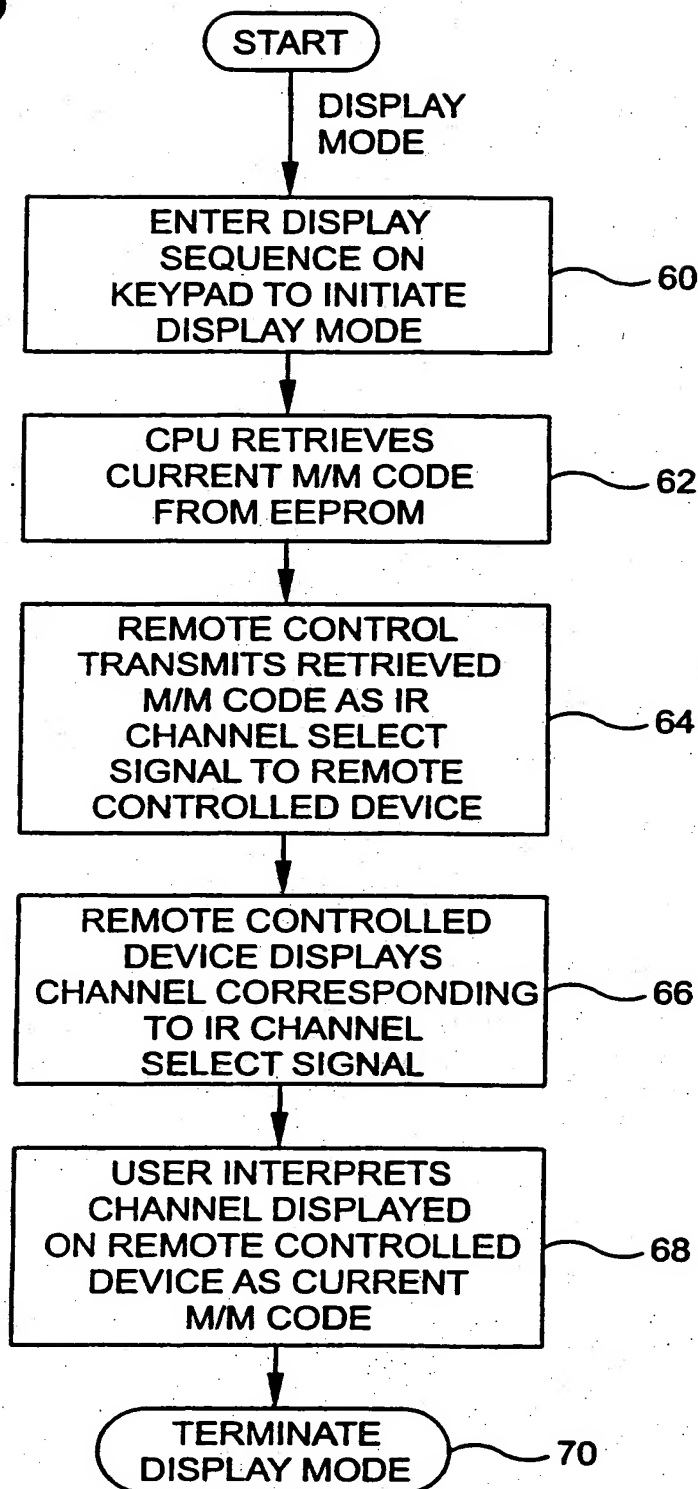 START
DISPLAY
MODE
ENTER DISPLAY
SEQUENCE ON
KEYPAD TO INITIATE
DISPLAY MODE
60
CPU RETRIEVES
CURRENT M/M CODE
FROM EEPROM
62
REMOTE CONTROL
TRANSMITS RETRIEVED
M/M CODE AS IR
CHANNEL SELECT
SIGNAL TO REMOTE
CONTROLLED DEVICE
64
REMOTE CONTROLLED
DEVICE DISPLAYS
CHANNEL CORRESPONDING
TO IR CHANNEL
SELECT SIGNAL
66
USER INTERPRETS
CHANNEL DISPLAYED
ON REMOTE CONTROLLED
DEVICE AS CURRENT
M/M CODE
68
TERMINATE
DISPLAY MODE
70